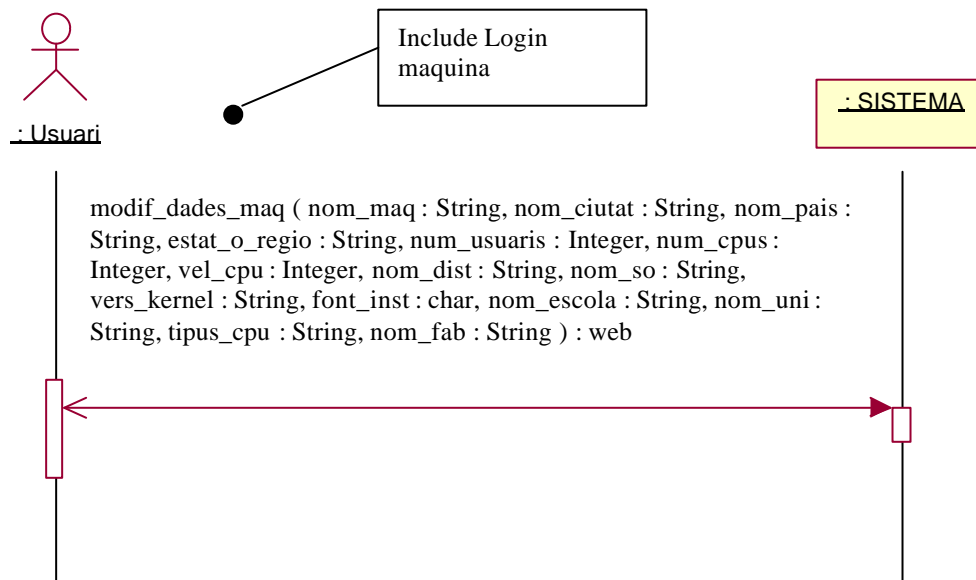 Include Login
maquina
: SISTEMA
: Usuari
modif_dades_maq ( nom_maq : String, nom_ciutat : String, nom_pais :
String, estat_o_regio : String, num_usuaris : Integer, num_cpus :
Integer, vel_cpu : Integer, nom_dist : String, nom_so : String,
vers_kernel : String, font_inst : char, nom_escola : String, nom_uni :
String, tipus_cpu : String, nom_fab : String ) : web